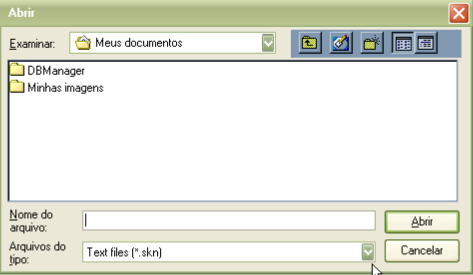 Abrir
Examinar: Meus documentos
DBManager
Minhas imagens
Nome do
arquivo:
Abrir
Arquivos do
tipo:
Text files (*.skn)
Cancelar